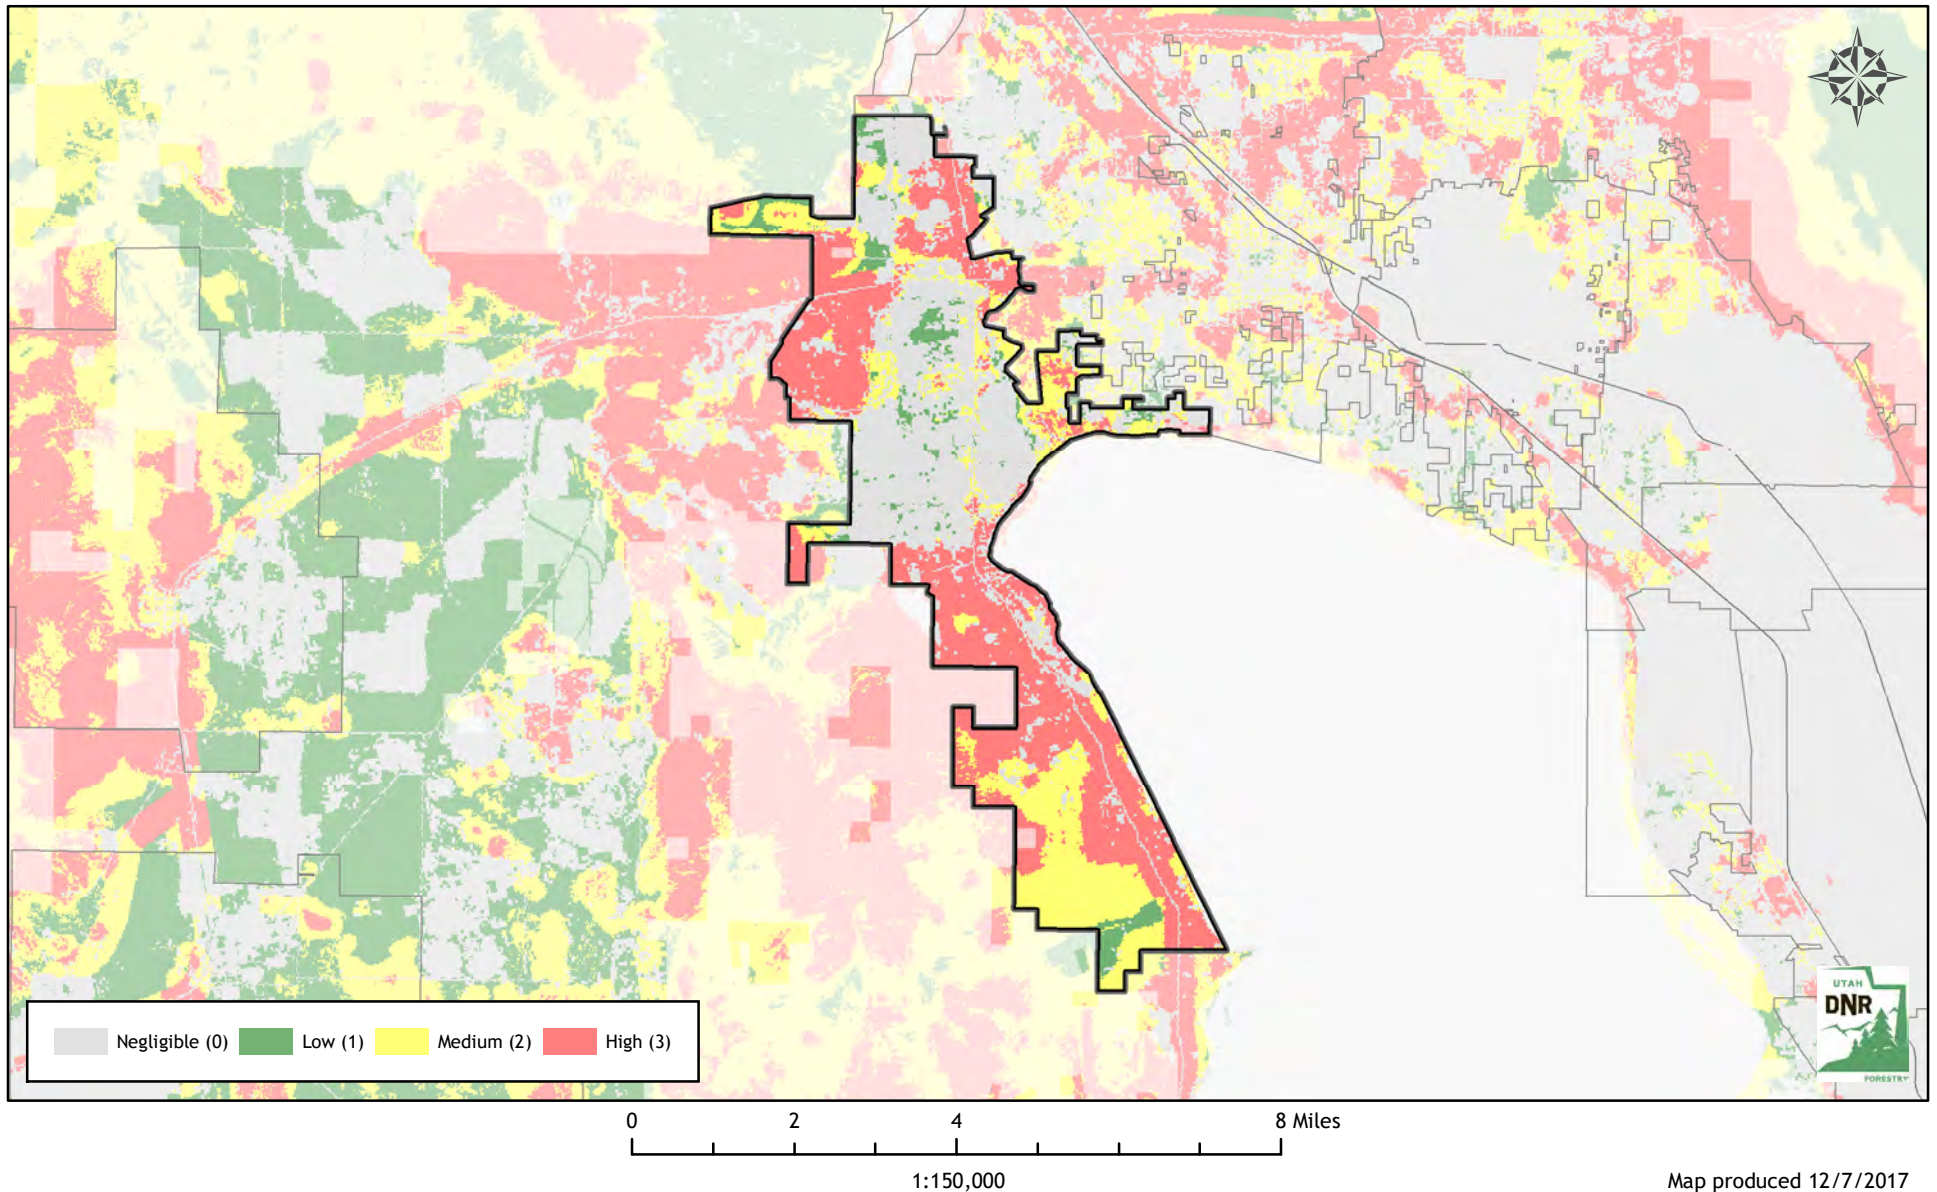 UTAH
DNR
FORESTRY
Negligible (0) Low (1) Medium (2) High (3)
0 2 4 8 Miles
1:150,000
Map produced 12/7/2017